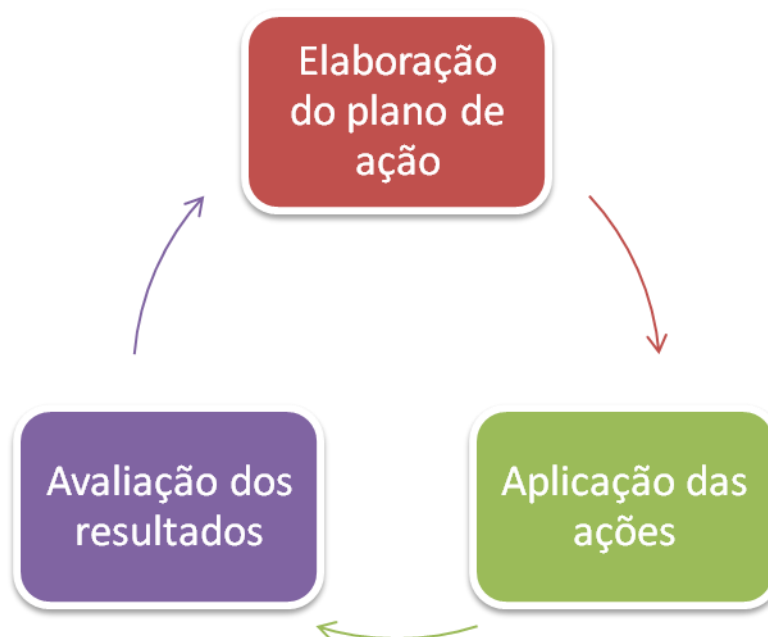 Elaboração
do plano de
ação
Avaliação dos
resultados
Aplicação das
ações